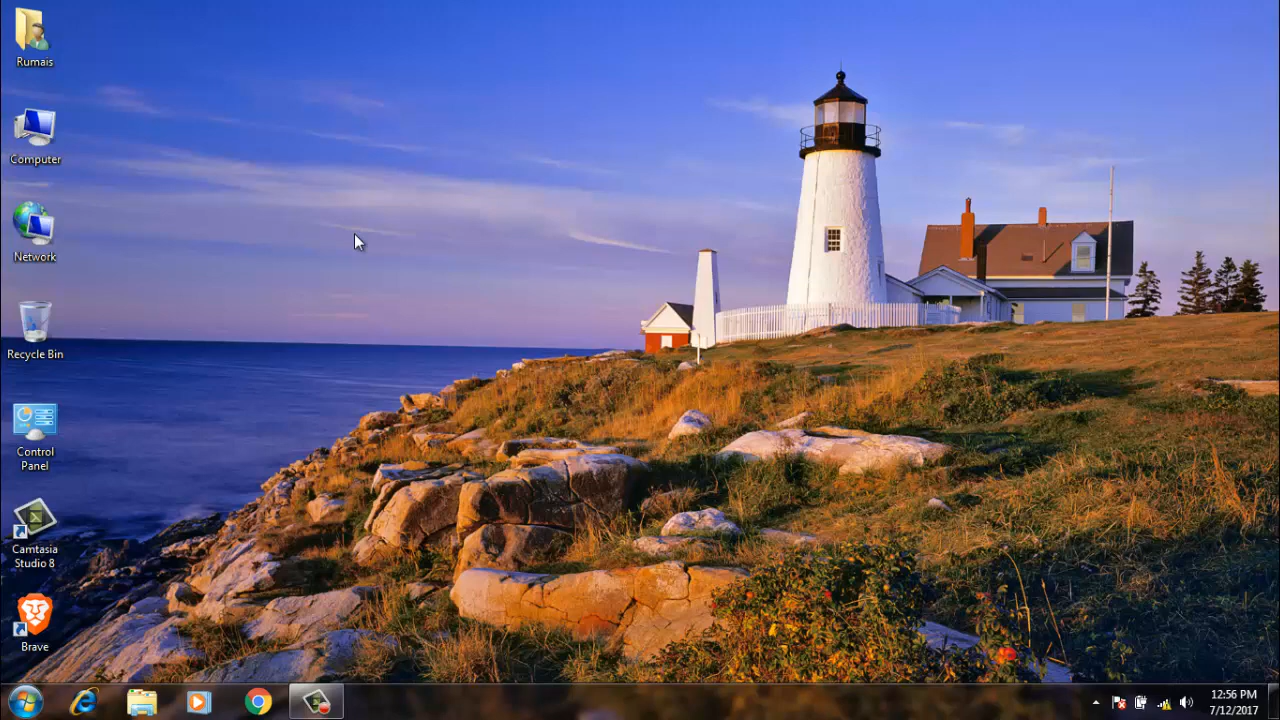 Rumais
Computer
Network
Recycle Bin
Control
Panel
Camtasia
Studio 8
Brave
12:56 PM
7/12/2017